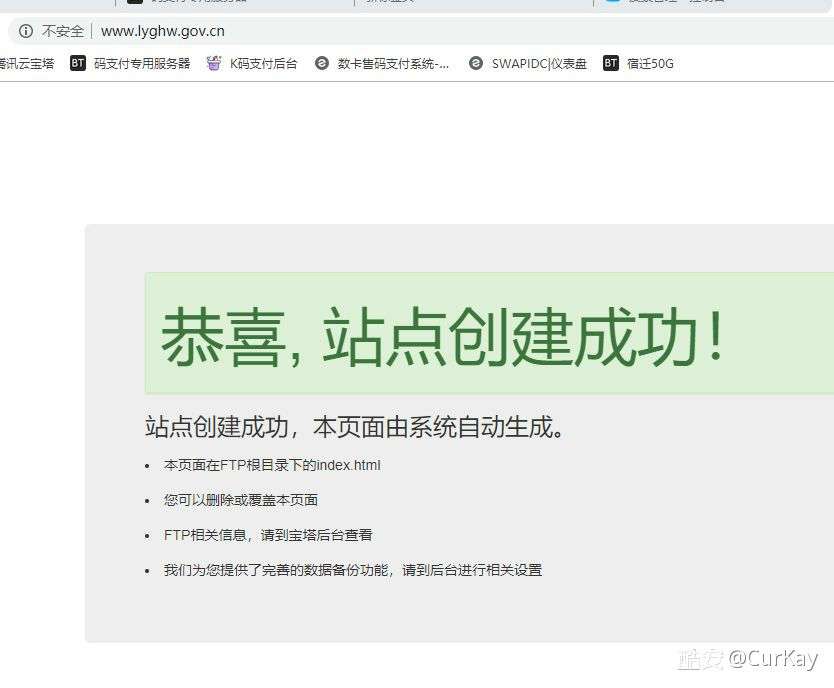 不安全 | www.lyghw.gov.cn
腾讯云宝塔 BT 码支付专用服务器 K码支付后台 数卡售码支付系统-... SWAPIDC|仪表盘 BT 宿迁50G
恭喜, 站点创建成功！
站点创建成功，本页面由系统自动生成。
本页面在FTP根目录下的index.html
您可以删除或覆盖本页面
FTP相关信息，请到宝塔后台查看
我们为您提供了完善的数据备份功能，请到后台进行相关设置
酷安 @CurKay